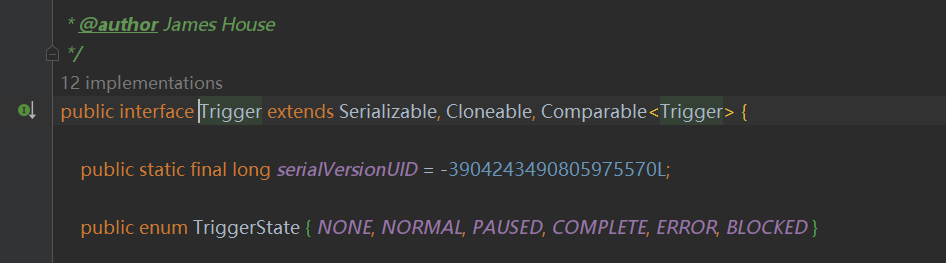 * @author James House
*/
12 implementations
public interface Trigger extends Serializable, Cloneable, Comparable<Trigger> {
public static final long serialVersionUID = -3904243490805975570L;
public enum TriggerState { NONE, NORMAL, PAUSED, COMPLETE, ERROR, BLOCKED }